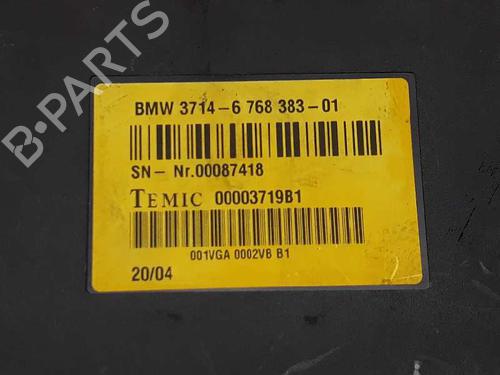 B-PARTS
BMW 3714-6 768 383-01
SN- Nr.00087418
TEMIC 00003719B1
001VGA 0002VB B1
20/04